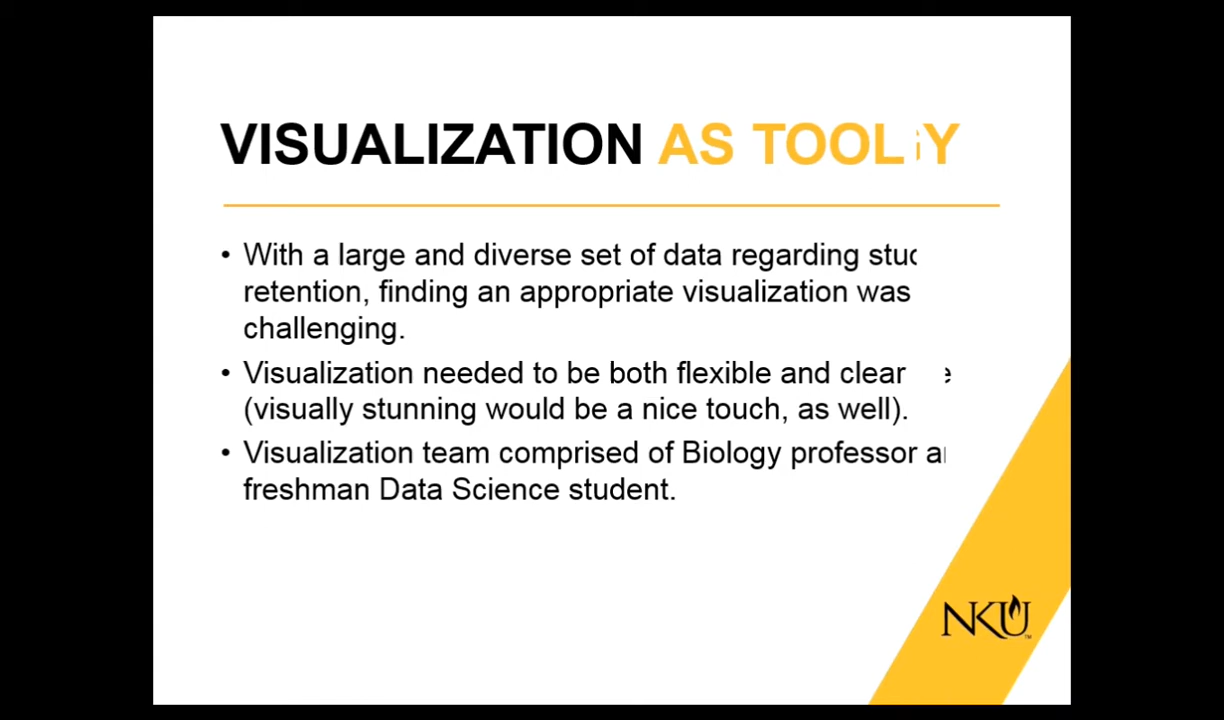 VISUALIZATION AS TOOL
• With a large and diverse set of data regarding
retention, finding an appropriate visualization was
challenging.
• Visualization needed to be both flexible and clear
(visually stunning would be a nice touch, as well).
• Visualization team comprised of Biology professor
freshman Data Science student.
NKU
TM